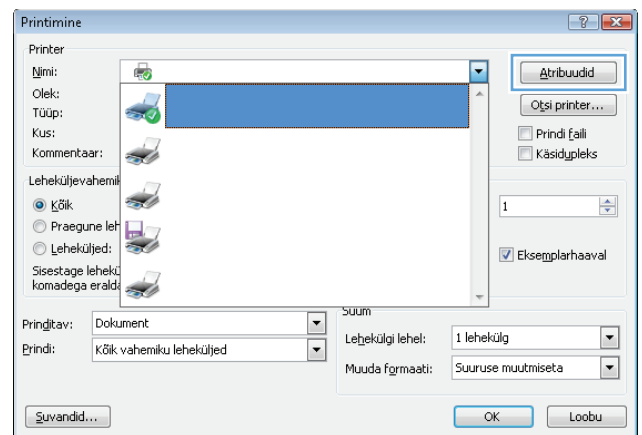 Printimine
Printer
Nimi:
Atribuudid
Olek:
Tüüp:
Otsi printer...
Kus:
Prindi faili
Kommentaar:
Käsidupleks
Leheküljevahemik
Kõik
1
Praegune leh
Leheküljed:
Eksemplarhaaval
Sisestage lehekü
komadega eralda
Suum
Prinditav:
Dokument
Lehekülgi lehel:
1 lehekülg
Prindi:
Kõik vahemiku leheküljed
Muuda formaati:
Suuruse muutmiseta
Suvandid...
OK
Loobu